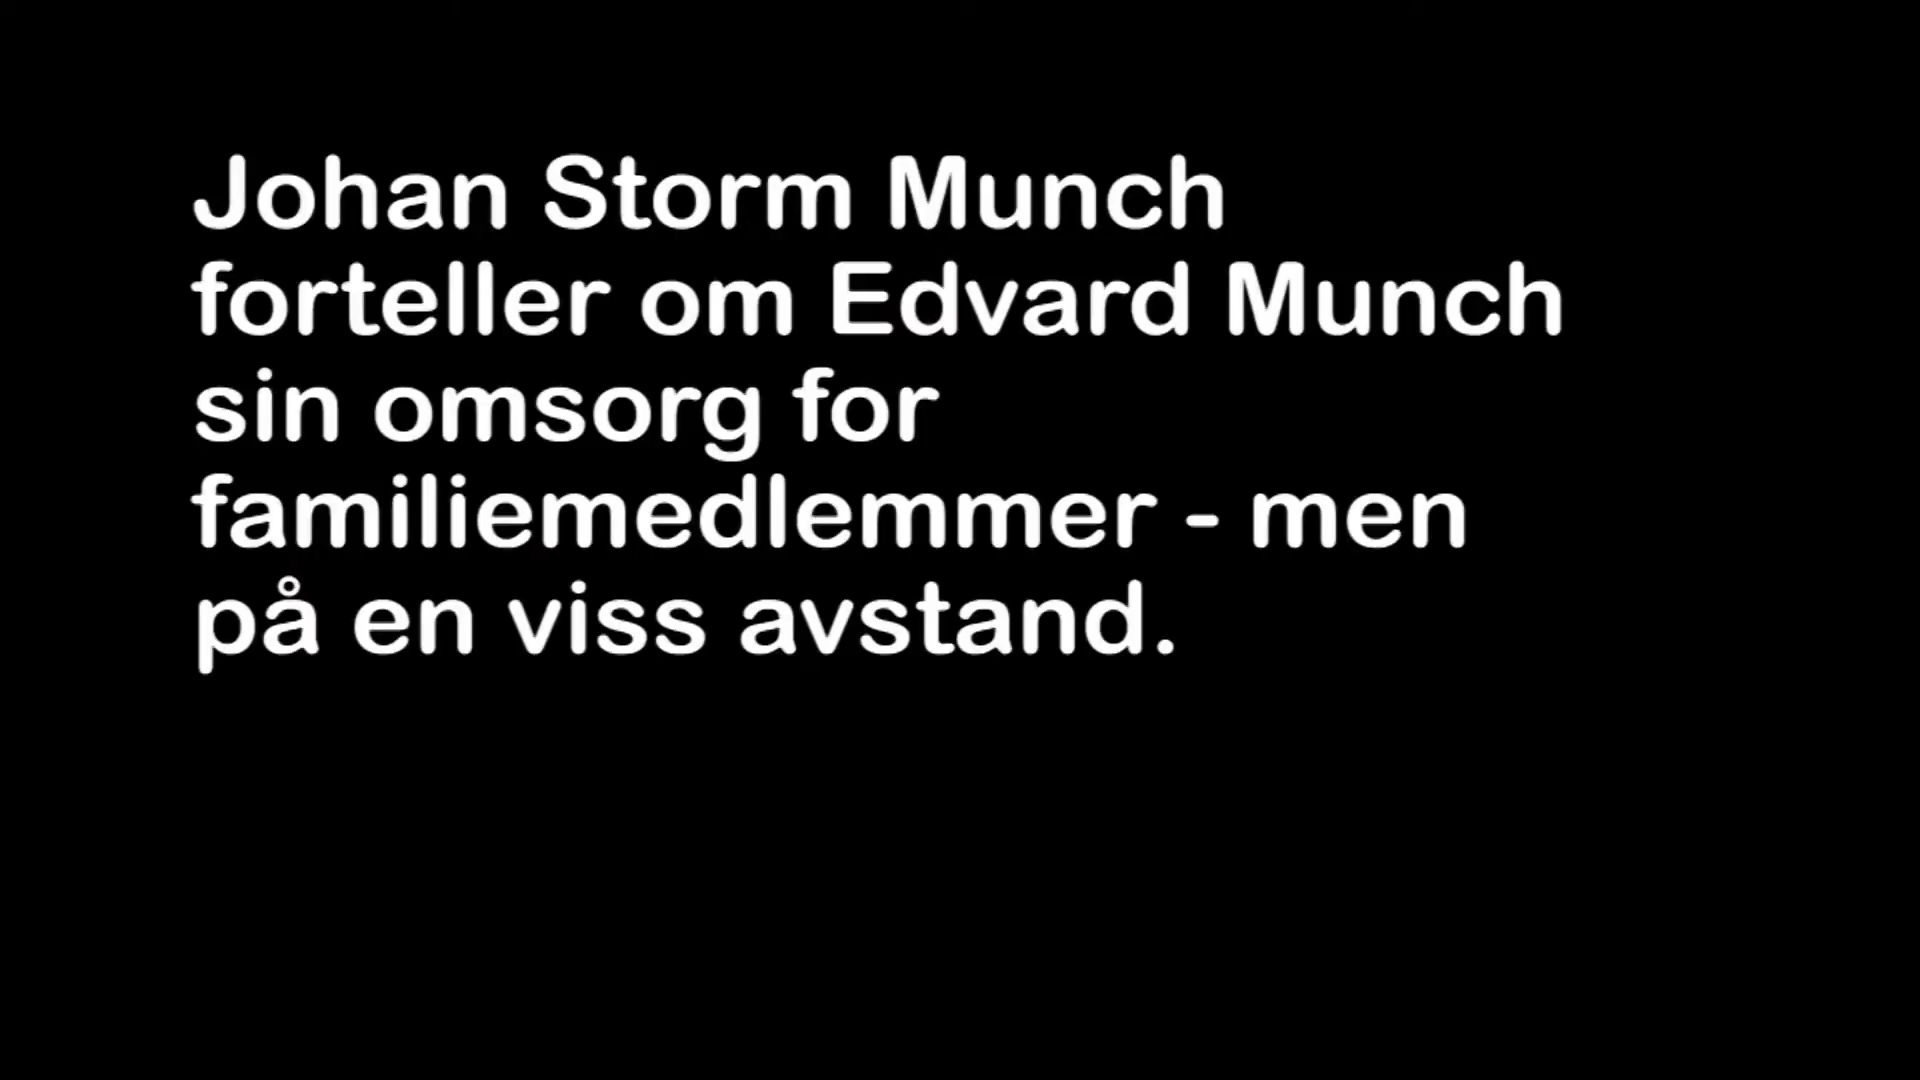 Johan Storm Munch
forteller om Edvard Munch
sin omsorg for
familiemedlemmer - men
på en viss avstand.